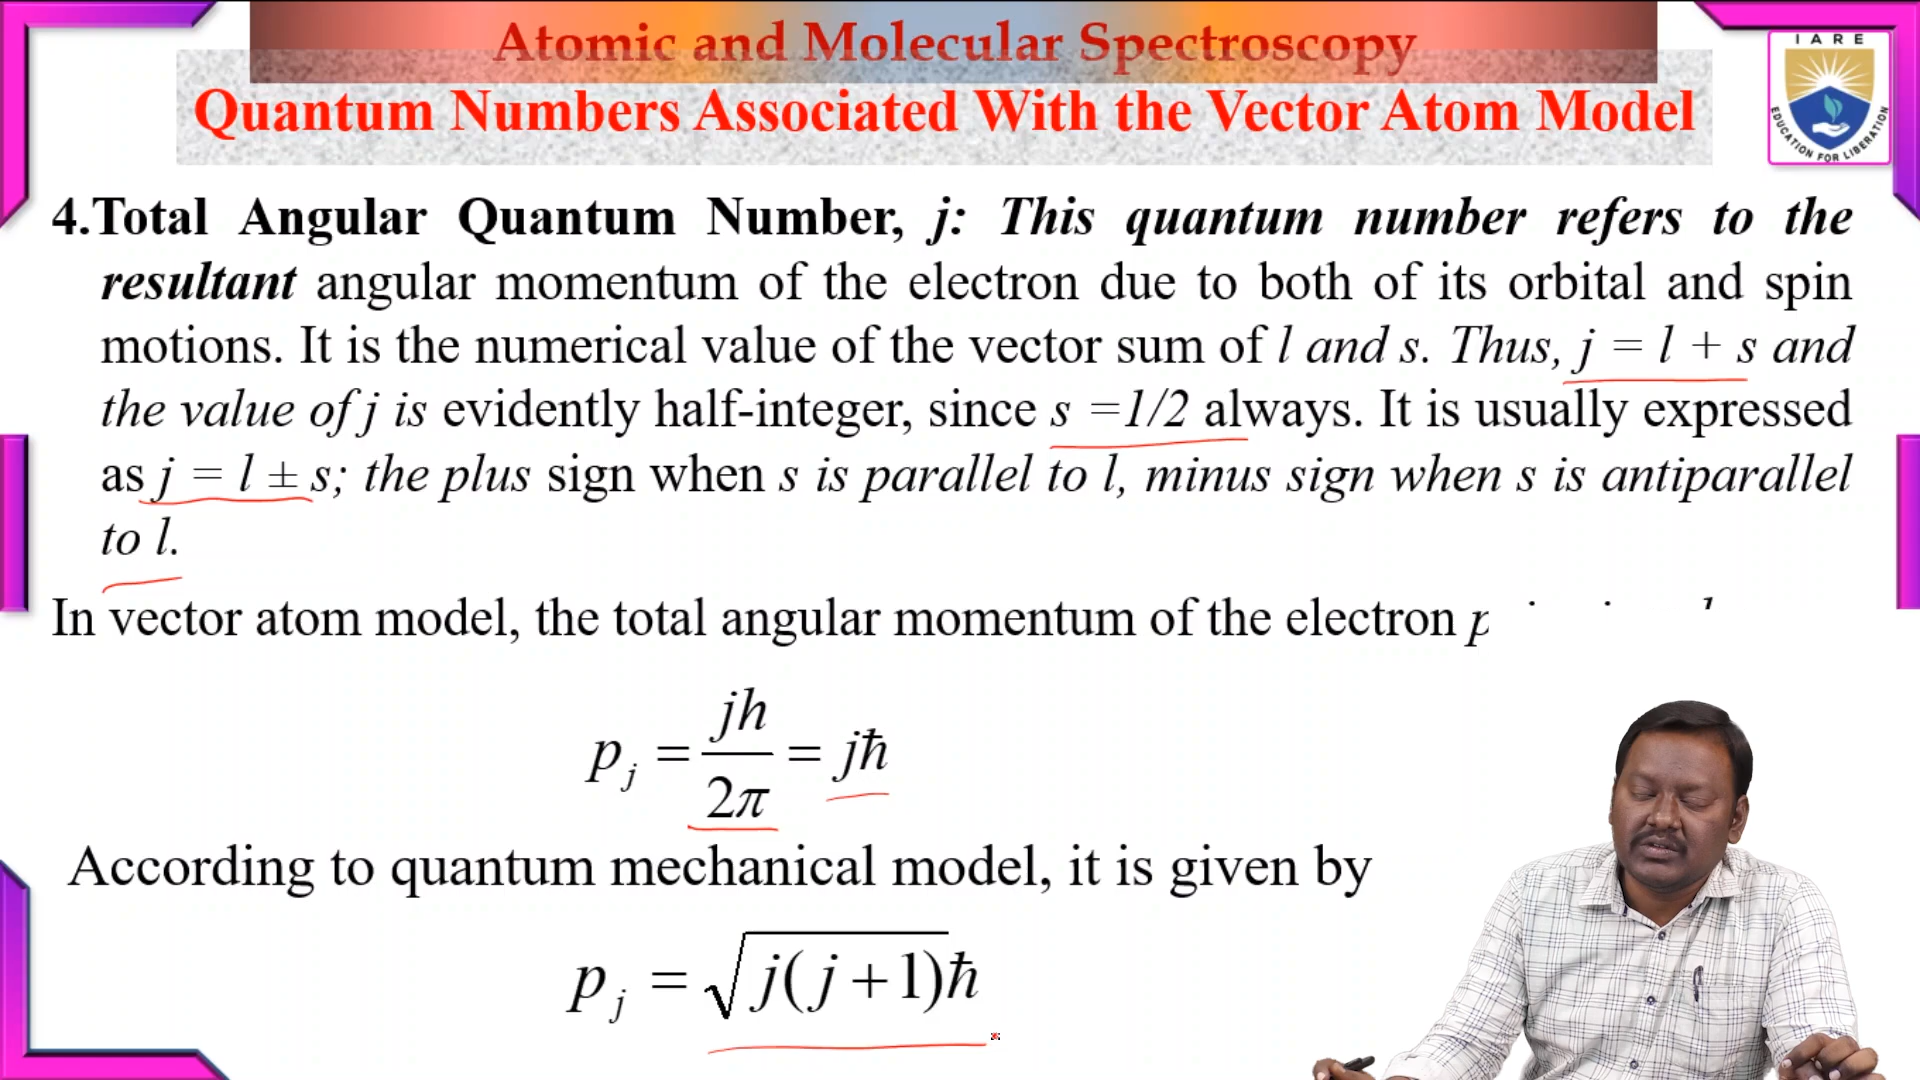 Atomic and Molecular Spectroscopy
Quantum Numbers Associated With the Vector Atom Model
IARE
EDUCATION FOR LIBERATION
4.Total Angular Quantum Number, j: This quantum number refers to the
resultant angular momentum of the electron due to both of its orbital and spin
motions. It is the numerical value of the vector sum of l and s. Thus, j = l + s and
the value of j is evidently half-integer, since s =1/2 always. It is usually expressed
as j = l ± s; the plus sign when s is parallel to l, minus sign when s is antiparallel
to l.
In vector atom model, the total angular momentum of the electron p
p_j = jh/2π = jħ
According to quantum mechanical model, it is given by
p_j = √j(j+1)ħ